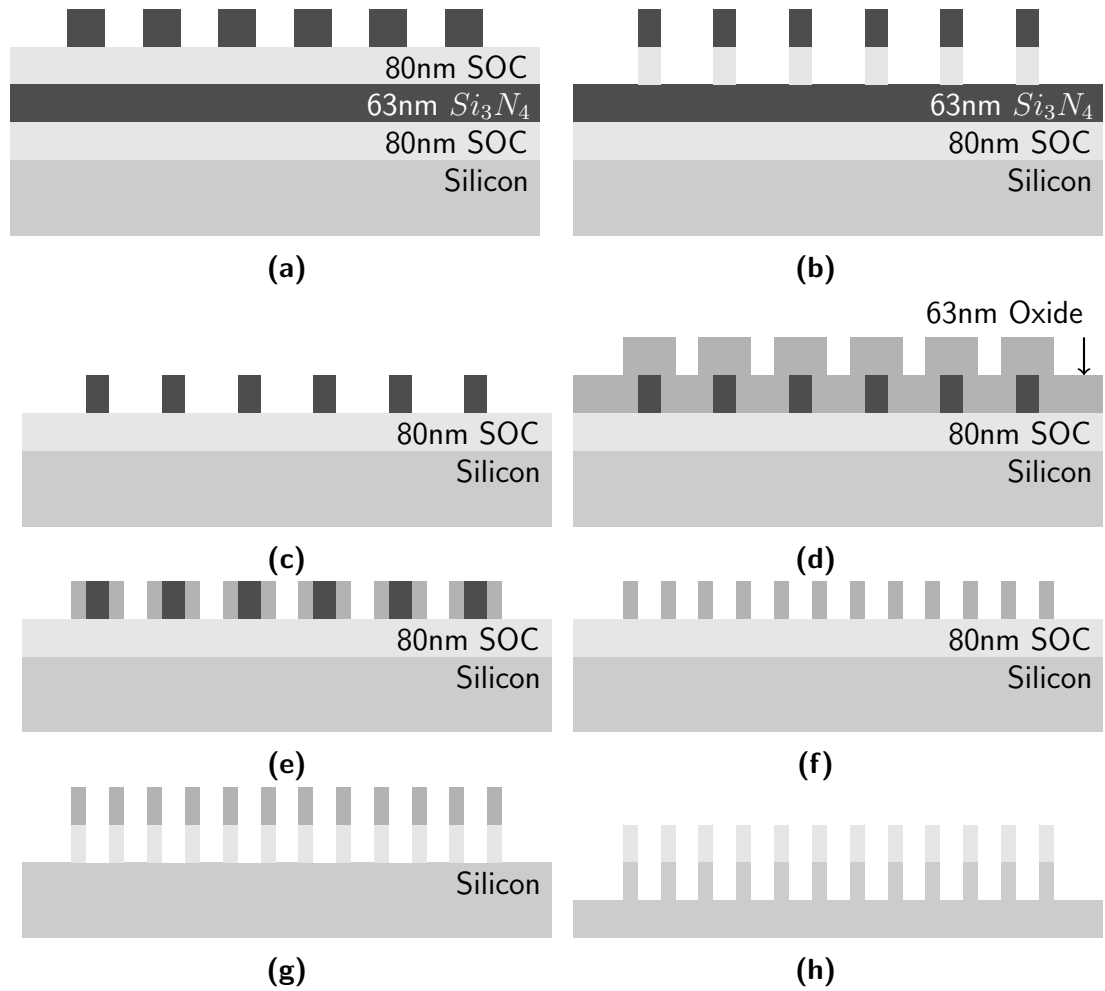 80nm SOC
63nm Si₃N₄
80nm SOC
Silicon
(a)
63nm Si₃N₄
80nm SOC
Silicon
(b)
80nm SOC
Silicon
(c)
63nm Oxide
80nm SOC
Silicon
(d)
80nm SOC
Silicon
(e)
80nm SOC
Silicon
(f)
Silicon
(g)
(h)